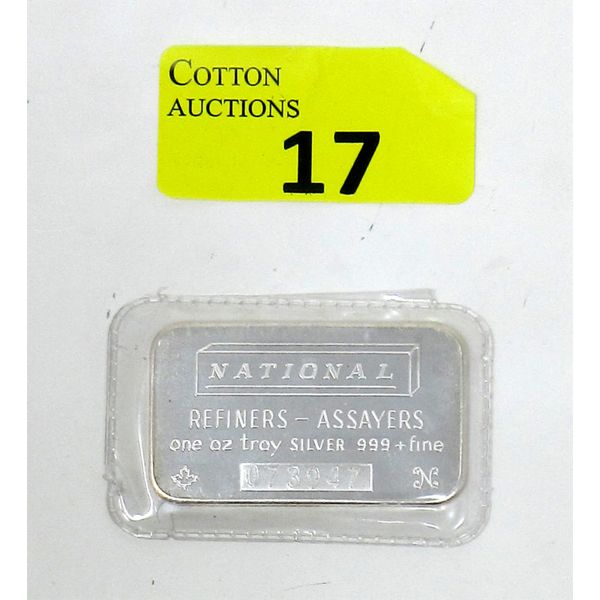 COTTON
AUCTIONS
17
NATIONAL
REFINERS – ASSAYERS
one oz troy SILVER 999 + fine
073047 N